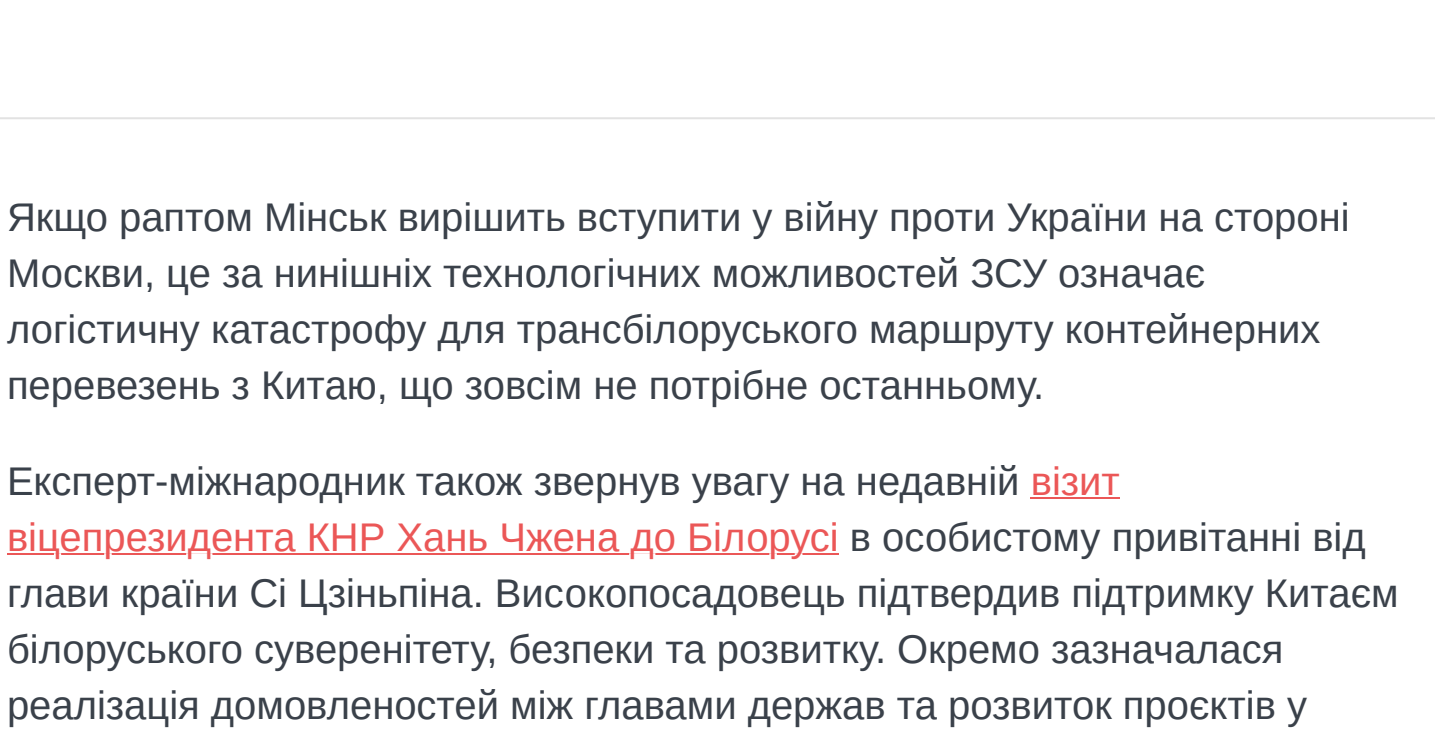 Якщо раптом Мінськ вирішить вступити у війну проти України на стороні
Москви, це за нинішніх технологічних можливостей ЗСУ означає
логістичну катастрофу для трансбілоруського маршруту контейнерних
перевезень з Китаю, що зовсім не потрібне останньому.
Експерт-міжнародник також звернув увагу на недавній візит
віцепрезидента КНР Хань Чжена до Білорусі в особистому привітанні від
глави країни Сі Цзіньпіна. Високопосадовець підтвердив підтримку Китаєм
білоруського суверенітету, безпеки та розвитку. Окремо зазначалася
реалізація домовленостей між главами держав та розвиток проєктів у